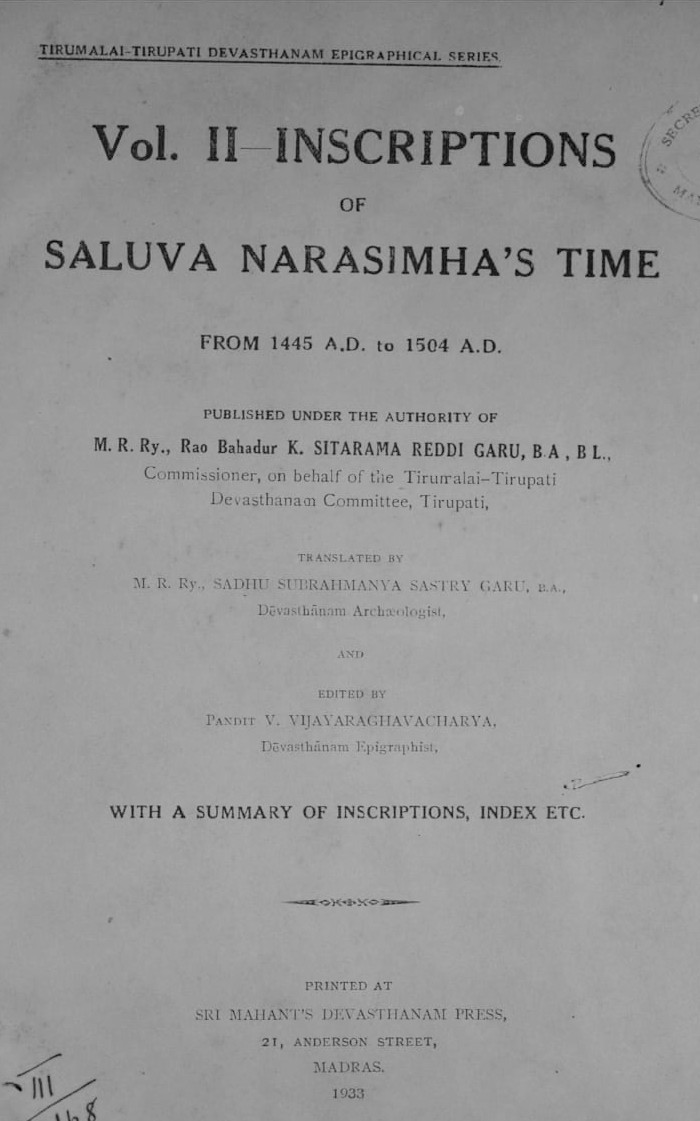 TIRUMALAI-TIRUPATI DEVASTHANAM EPIGRAPHICAL SERIES.
Vol. II—INSCRIPTIONS
OF
SALUVA NARASIMHA'S TIME
FROM 1445 A.D. to 1504 A.D.
PUBLISHED UNDER THE AUTHORITY OF
M. R. Ry., Rao Bahadur K. SITARAMA REDDI GARU, B.A., B L.,
Commissioner, on behalf of the Tirumalai-Tirupati
Devasthanam Committee, Tirupati,
TRANSLATED BY
M. R. Ry., SADHU SUBRAHMANYA SASTRY GARU, B.A.,
Dēvasthānam Archæologist,
AND
EDITED BY
PANDIT V. VIJAYARAGHAVACHARYA,
Dēvasthānam Epigraphist,
WITH A SUMMARY OF INSCRIPTIONS, INDEX ETC.
PRINTED AT
SRI MAHANT'S DEVASTHANAM PRESS,
21, ANDERSON STREET,
MADRAS.
1933
III